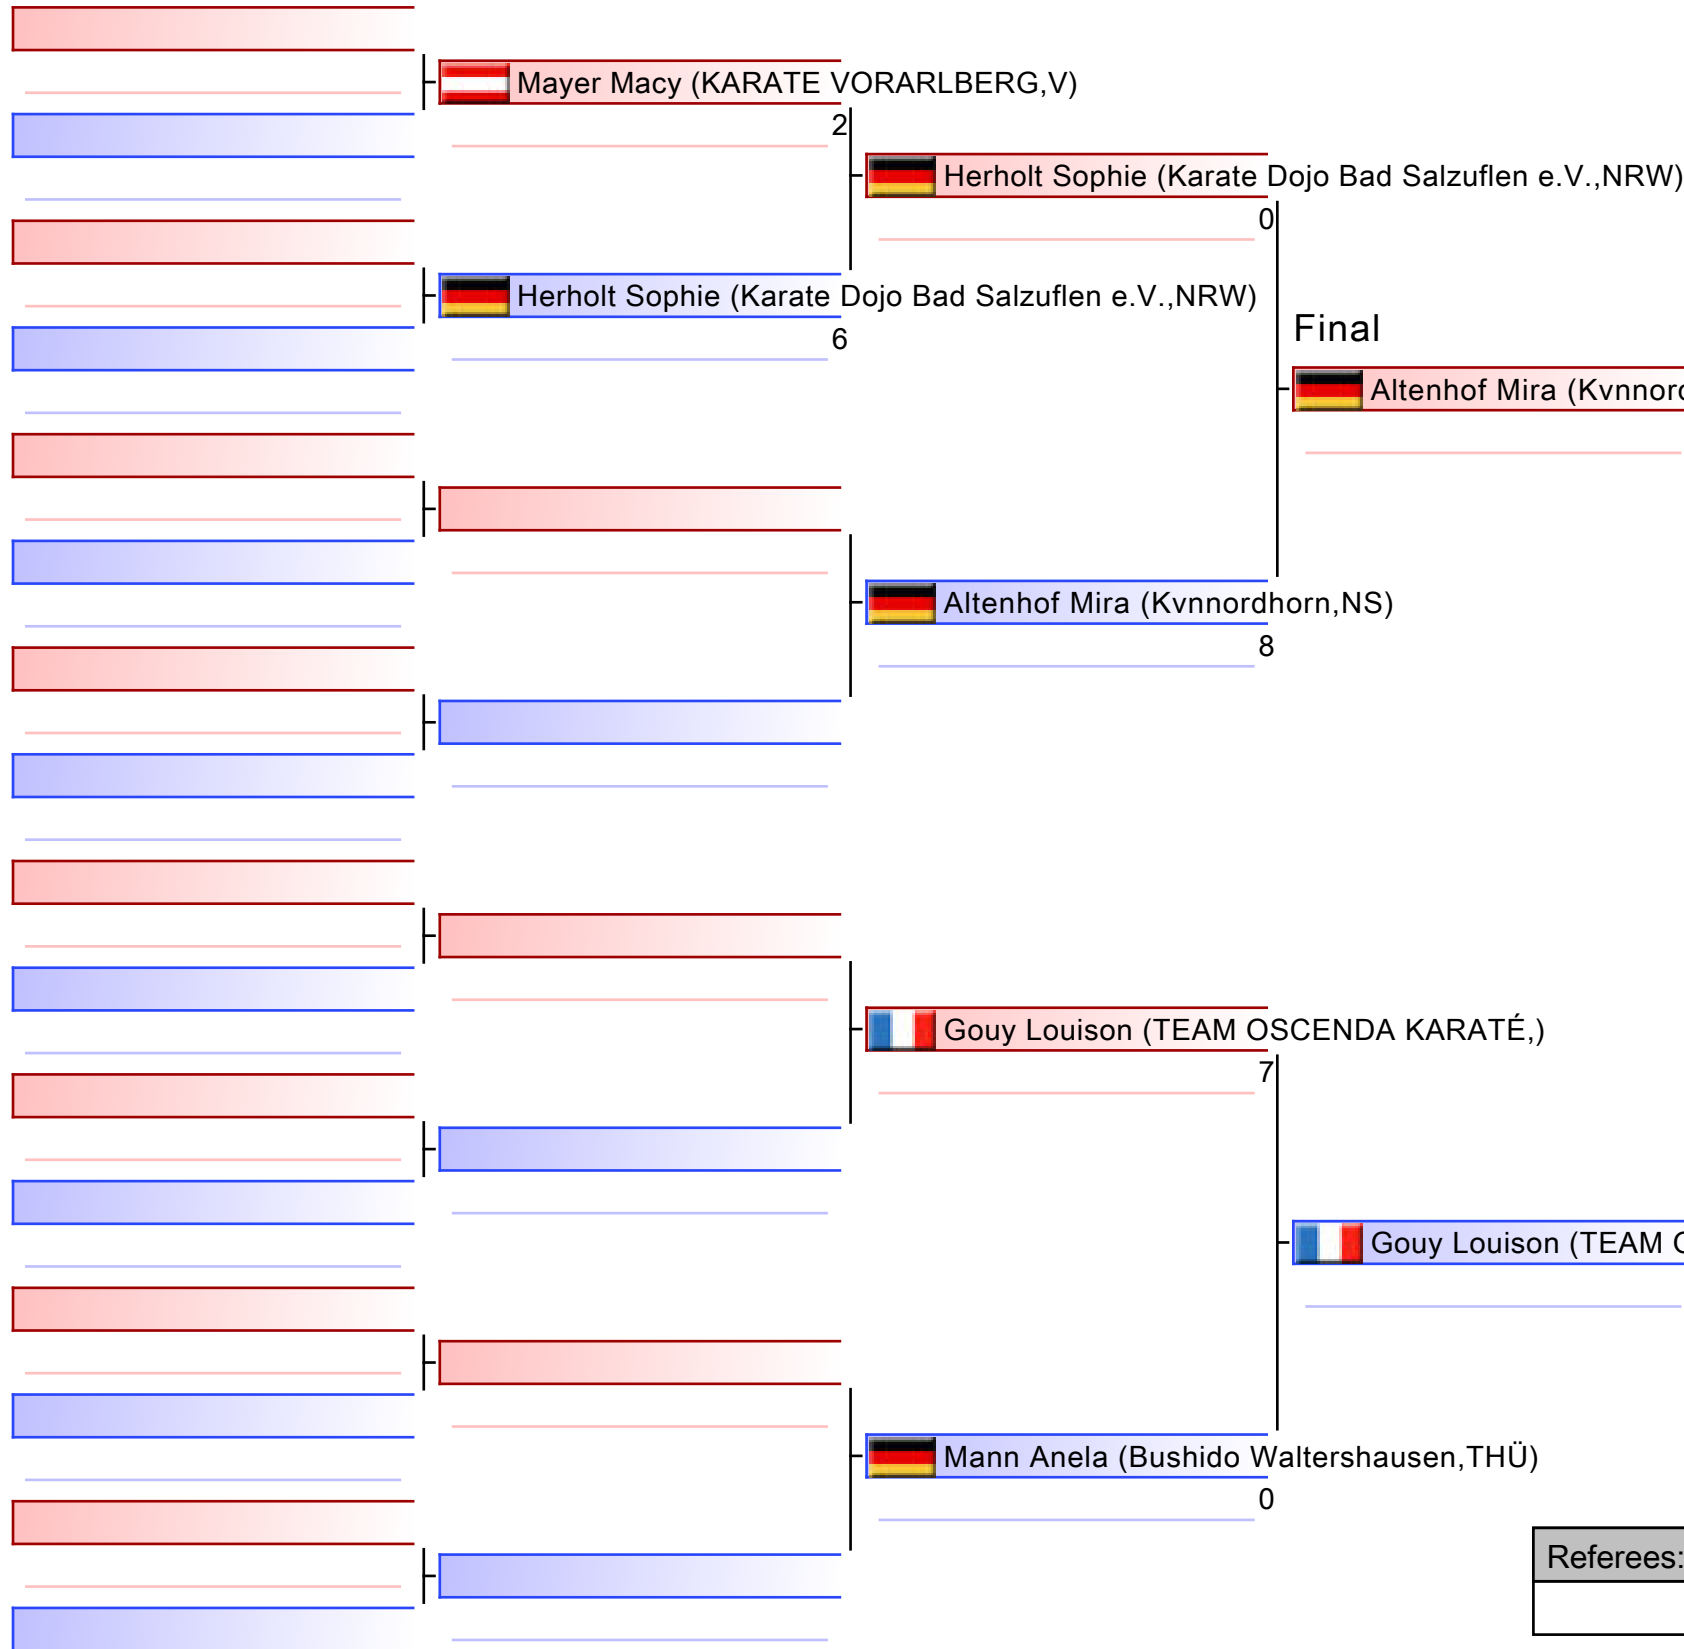 Mayer Macy (KARATE VORARLBERG,V)
2
Herholt Sophie (Karate Dojo Bad Salzuflen e.V.,NRW)
0
Herholt Sophie (Karate Dojo Bad Salzuflen e.V.,NRW)
6
Final
Altenhof Mira (Kvnnord
Altenhof Mira (Kvnnordhorn,NS)
8
Gouy Louison (TEAM OSCENDA KARATÉ,)
7
Gouy Louison (TEAM O
Mann Anela (Bushido Waltershausen,THÜ)
0
Referees: